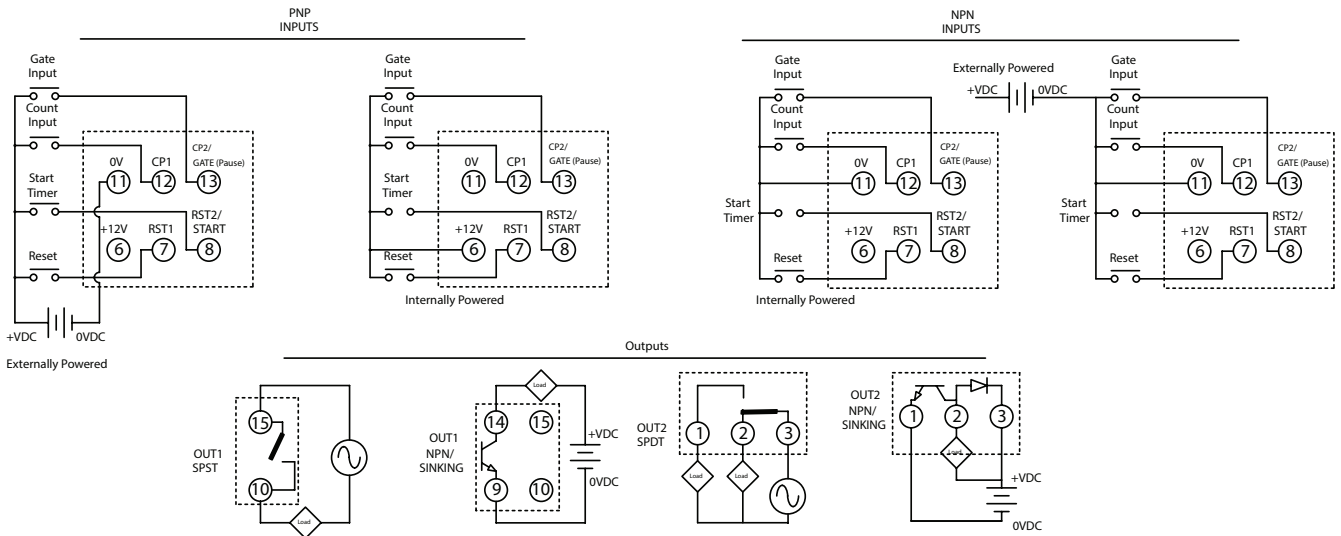 PNP
INPUTS
NPN
INPUTS
Gate
Input
Count
Input
0V
CP1
CP2/
GATE (Pause)
11
12
13
Start
Timer
+12V
RST1
RST2/
START
6
7
8
Reset
+VDC
0VDC
Externally Powered
Gate
Input
Count
Input
0V
CP1
CP2/
GATE (Pause)
11
12
13
Start
Timer
+12V
RST1
RST2/
START
6
7
8
Reset
Internally Powered
Gate
Input
Count
Input
0V
CP1
CP2/
GATE (Pause)
11
12
13
Start
Timer
+12V
RST1
RST2/
START
6
7
8
Reset
Internally Powered
Externally Powered
+VDC
0VDC
Gate
Input
Count
Input
0V
CP1
CP2/
GATE (Pause)
11
12
13
Start
Timer
+12V
RST1
RST2/
START
6
7
8
Reset
Outputs
15
OUT1
SPST
10
Load
Load
14
15
OUT1
NPN/
SINKING
9
10
+VDC
0VDC
OUT2
SPDT
1
2
3
Load
Load
OUT2
NPN/
SINKING
1
2
3
Load
+VDC
0VDC